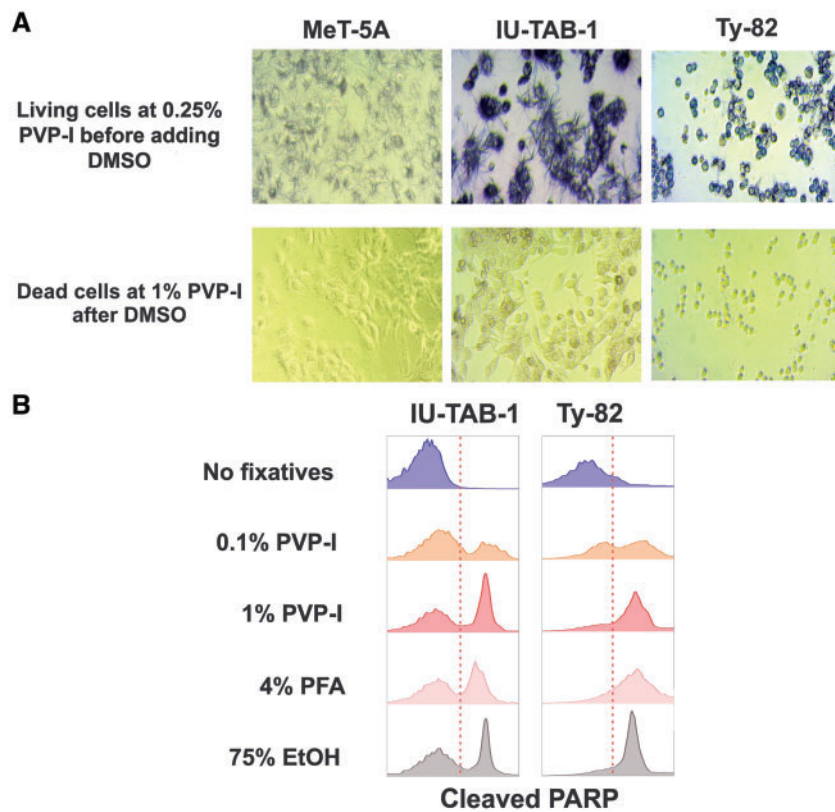 A
MeT-5A IU-TAB-1 Ty-82
Living cells at 0.25%
PVP-I before adding
DMSO
Dead cells at 1% PVP-I
after DMSO
B
IU-TAB-1 Ty-82
No fixatives
0.1% PVP-I
1% PVP-I
4% PFA
75% EtOH
Cleaved PARP